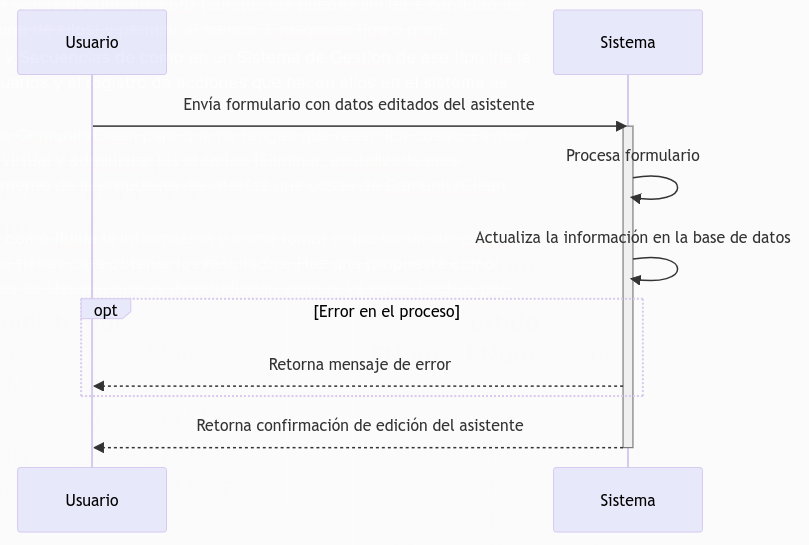 Usuario
Sistema
Envía formulario con datos editados del asistente
Procesa formulario
Actualiza la información en la base de datos
opt
[Error en el proceso]
Retorna mensaje de error
Retorna confirmación de edición del asistente
Usuario
Sistema